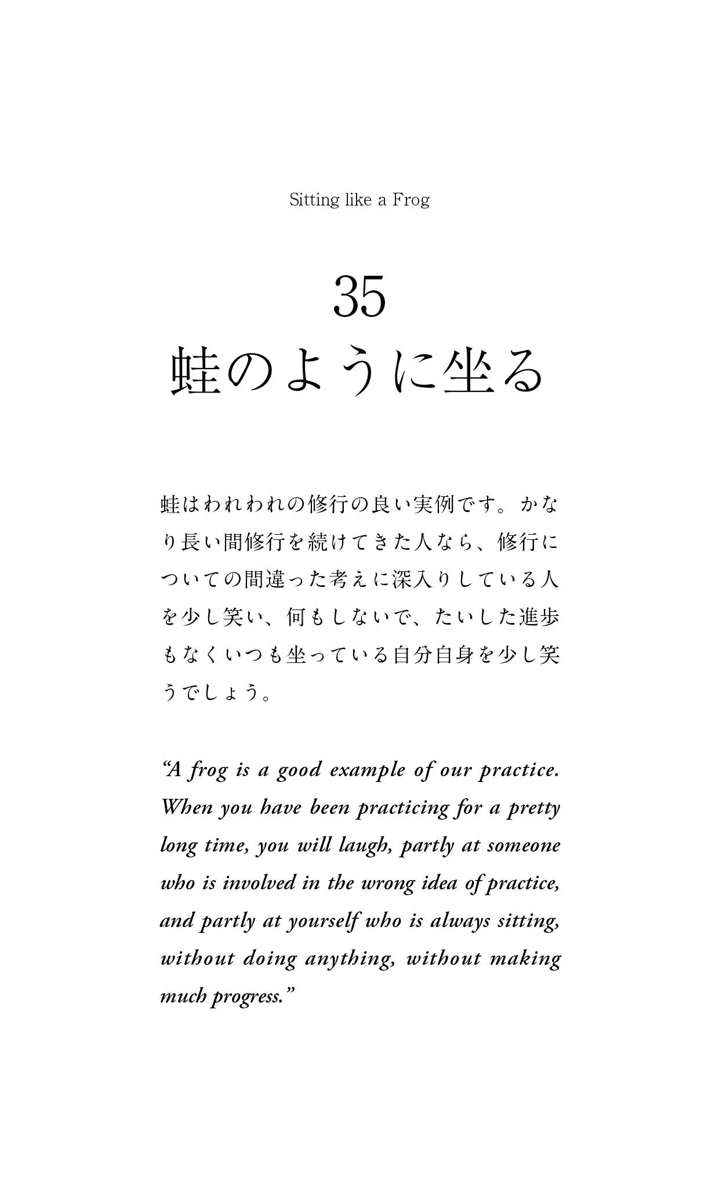 Sitting like a Frog
35
蛙のように坐る
蛙はわれわれの修行の良い実例です。かな
り長い間修行を続けてきた人なら、修行に
ついての間違った考えに深入りしている人
を少し笑い、何もしないで、たいした進歩
もなくいつも坐っている自分自身を少し笑
うでしょう。
“A frog is a good example of our practice.
When you have been practicing for a pretty
long time, you will laugh, partly at someone
who is involved in the wrong idea of practice,
and partly at yourself who is always sitting,
without doing anything, without making
much progress.”